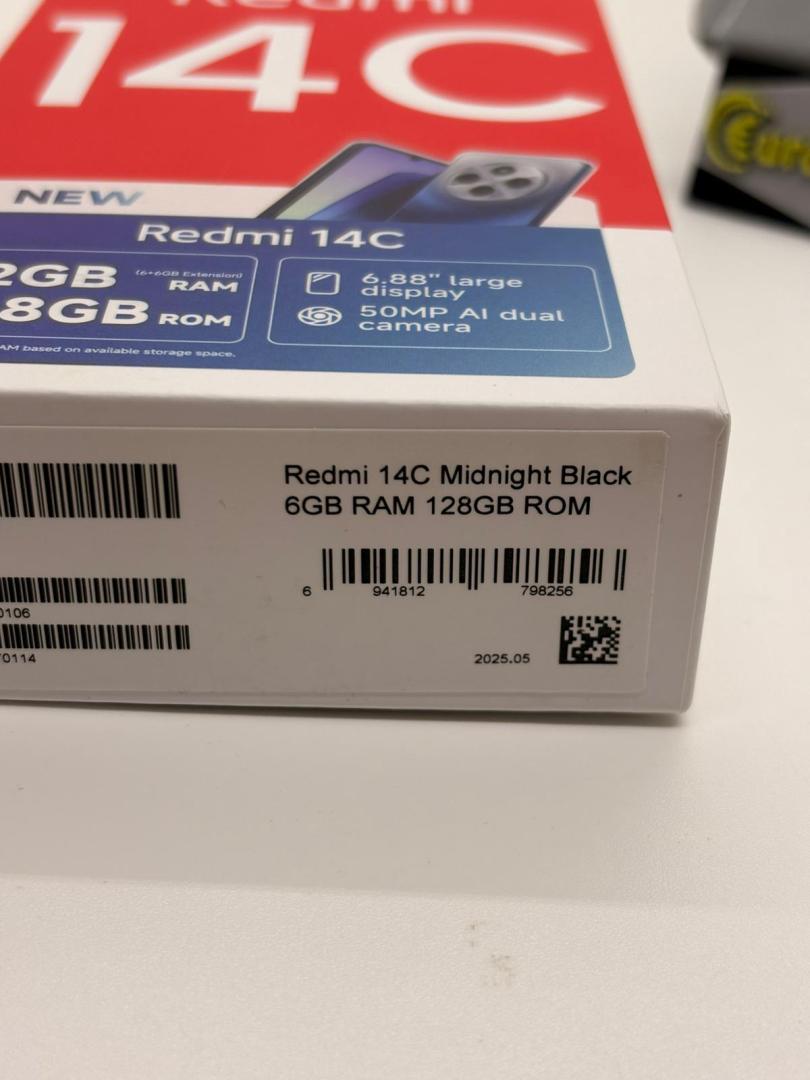 Redmi
14C
NEW
Redmi 14C
2GB (6+6GB Extension) RAM
8GB ROM
AM based on available storage space.
6.88" large
display
50MP AI dual
camera
Redmi 14C Midnight Black
6GB RAM 128GB ROM
6 941812 798256
0106
0114
2025.05
Euro